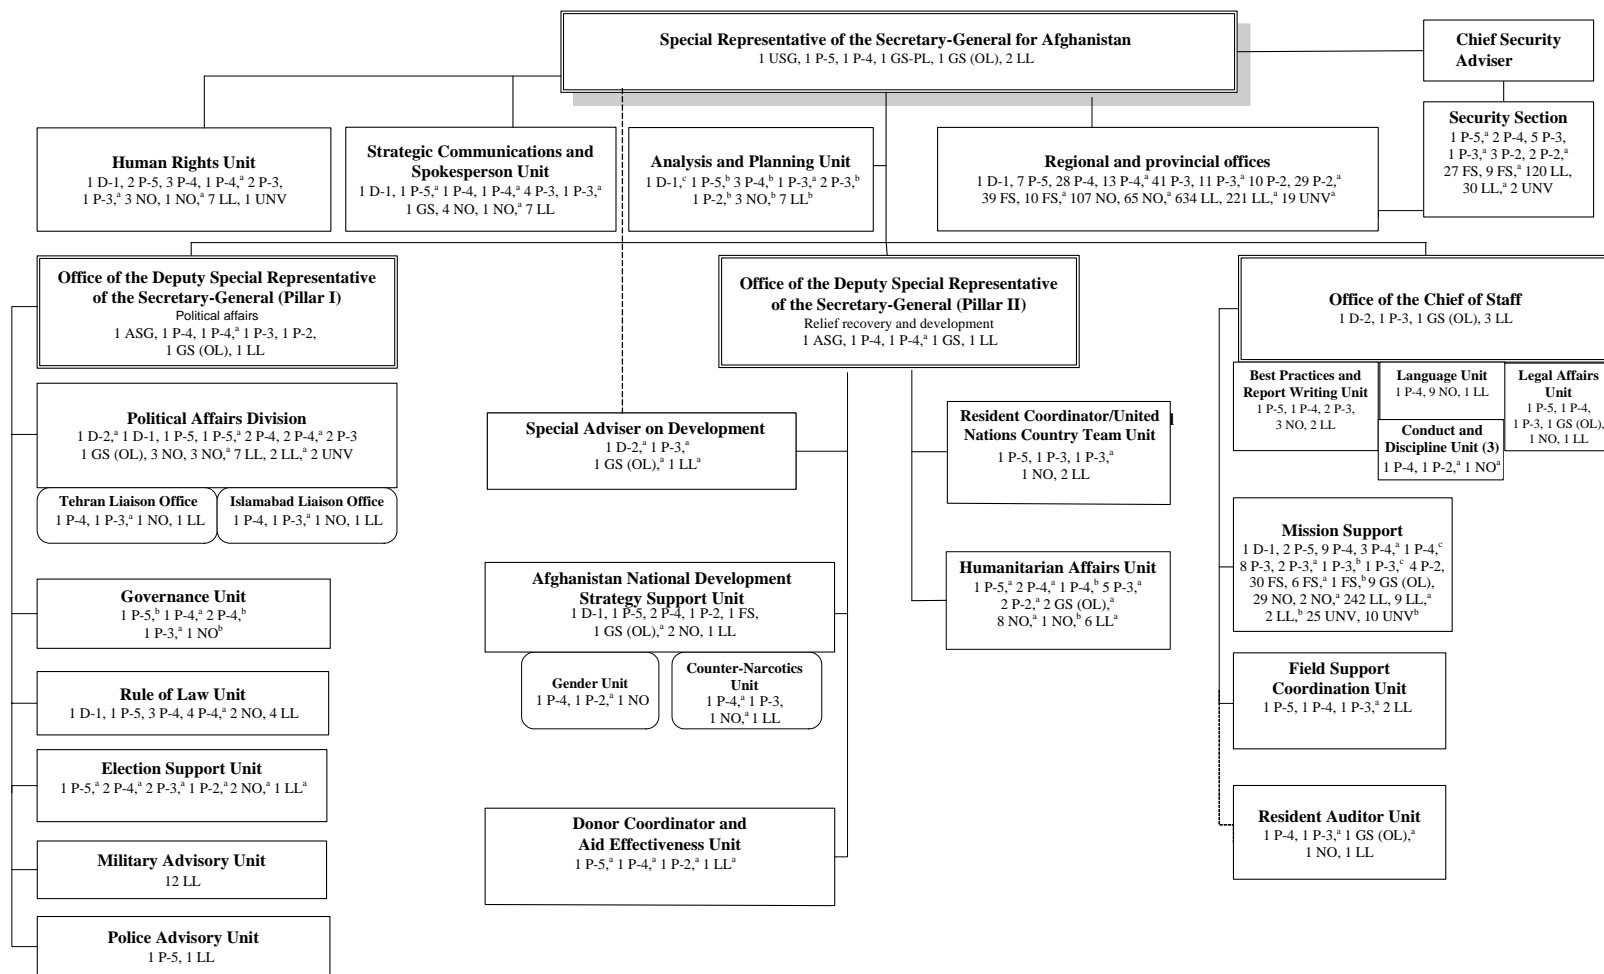 Special Representative of the Secretary-General for Afghanistan
1 USG, 1 P-5, 1 P-4, 1 GS-PL, 1 GS (OL), 2 LL
Chief Security
Adviser
Security Section
1 P-5,ᵃ 2 P-4, 5 P-3,
1 P-3,ᵃ 3 P-2, 2 P-2,ᵃ
27 FS, 9 FS,ᵃ 120 LL,
30 LL,ᵃ 2 UNV
Human Rights Unit
1 D-1, 2 P-5, 3 P-4, 1 P-4,ᵃ 2 P-3,
1 P-3,ᵃ 3 NO, 1 NO,ᵃ 7 LL, 1 UNV
Strategic Communications and
Spokesperson Unit
1 D-1, 1 P-5,ᵃ 1 P-4, 1 P-4,ᵃ 4 P-3, 1 P-3,ᵃ
1 GS, 4 NO, 1 NO,ᵃ 7 LL
Analysis and Planning Unit
1 D-1,ᶜ 1 P-5,ᵇ 3 P-4,ᵇ 1 P-3,ᵃ 2 P-3,ᵇ
1 P-2,ᵇ 3 NO,ᵇ 7 LLᵇ
Regional and provincial offices
1 D-1, 7 P-5, 28 P-4, 13 P-4,ᵃ 41 P-3, 11 P-3,ᵃ 10 P-2, 29 P-2,ᵃ
39 FS, 10 FS,ᵃ 107 NO, 65 NO,ᵃ 634 LL, 221 LL,ᵃ 19 UNVᵃ
Office of the Deputy Special Representative
of the Secretary-General (Pillar I)
Political affairs
1 ASG, 1 P-4, 1 P-4,ᵃ 1 P-3, 1 P-2,
1 GS (OL), 1 LL
Office of the Deputy Special Representative
of the Secretary-General (Pillar II)
Relief recovery and development
1 ASG, 1 P-4, 1 P-4,ᵃ 1 GS, 1 LL
Office of the Chief of Staff
1 D-2, 1 P-3, 1 GS (OL), 3 LL
Best Practices and
Report Writing Unit
1 P-5, 1 P-4, 2 P-3,
3 NO, 2 LL
Language Unit
1 P-4, 9 NO, 1 LL
Legal Affairs
Unit
1 P-5, 1 P-4,
1 P-3, 1 GS (OL),
1 NO, 1 LL
Conduct and
Discipline Unit (3)
1 P-4, 1 P-2,ᵃ 1 NOᵃ
Political Affairs Division
1 D-2,ᵃ 1 D-1, 1 P-5, 1 P-5,ᵃ 2 P-4, 2 P-4,ᵃ 2 P-3
1 GS (OL), 3 NO, 3 NO,ᵃ 7 LL, 2 LL,ᵃ 2 UNV
Tehran Liaison Office
1 P-4, 1 P-3,ᵃ 1 NO, 1 LL
Islamabad Liaison Office
1 P-4, 1 P-3,ᵃ 1 NO, 1 LL
Special Adviser on Development
1 D-2,ᵃ 1 P-3,ᵃ
1 GS (OL),ᵃ 1 LLᵃ
Resident Coordinator/United
Nations Country Team Unit
1 P-5, 1 P-3, 1 P-3,ᵃ
1 NO, 2 LL
Mission Support
1 D-1, 2 P-5, 9 P-4, 3 P-4,ᵃ 1 P-4,ᶜ
8 P-3, 2 P-3,ᵃ 1 P-3,ᵇ 1 P-3,ᶜ 4 P-2,
30 FS, 6 FS,ᵃ 1 FS,ᵇ 9 GS (OL),
29 NO, 2 NO,ᵃ 242 LL, 9 LL,ᵃ
2 LL,ᵇ 25 UNV, 10 UNVᵇ
Governance Unit
1 P-5,ᵇ 1 P-4,ᵃ 2 P-4,ᵇ
1 P-3,ᵃ 1 NOᵇ
Afghanistan National Development
Strategy Support Unit
1 D-1, 1 P-5, 2 P-4, 1 P-2, 1 FS,
1 GS (OL),ᵃ 2 NO, 1 LL
Gender Unit
1 P-4, 1 P-2,ᵃ 1 NO
Counter-Narcotics
Unit
1 P-4,ᵃ 1 P-3,
1 NO,ᵃ 1 LL
Humanitarian Affairs Unit
1 P-5,ᵃ 2 P-4,ᵃ 1 P-4,ᵇ 5 P-3,ᵃ
2 P-2,ᵃ 2 GS (OL),ᵃ
8 NO,ᵃ 1 NO,ᵇ 6 LLᵃ
Field Support
Coordination Unit
1 P-5, 1 P-4, 1 P-3,ᵃ 2 LL
Rule of Law Unit
1 D-1, 1 P-5, 3 P-4, 4 P-4,ᵃ 2 NO, 4 LL
Election Support Unit
1 P-5,ᵃ 2 P-4,ᵃ 2 P-3,ᵃ 1 P-2,ᵃ 2 NO,ᵃ 1 LLᵃ
Donor Coordinator and
Aid Effectiveness Unit
1 P-5,ᵃ 1 P-4,ᵃ 1 P-2,ᵃ 1 LLᵃ
Resident Auditor Unit
1 P-4, 1 P-3,ᵃ 1 GS (OL),ᵃ
1 NO, 1 LL
Military Advisory Unit
12 LL
Police Advisory Unit
1 P-5, 1 LL